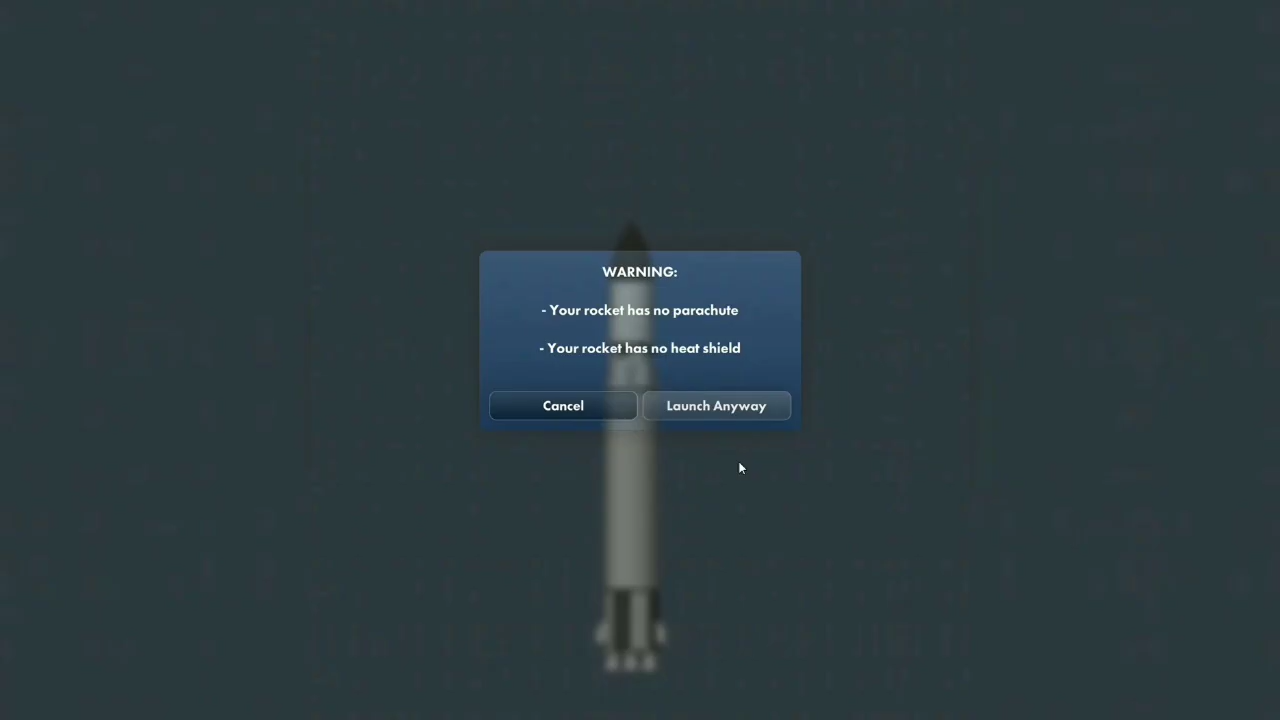 WARNING:
- Your rocket has no parachute
- Your rocket has no heat shield
Cancel
Launch Anyway